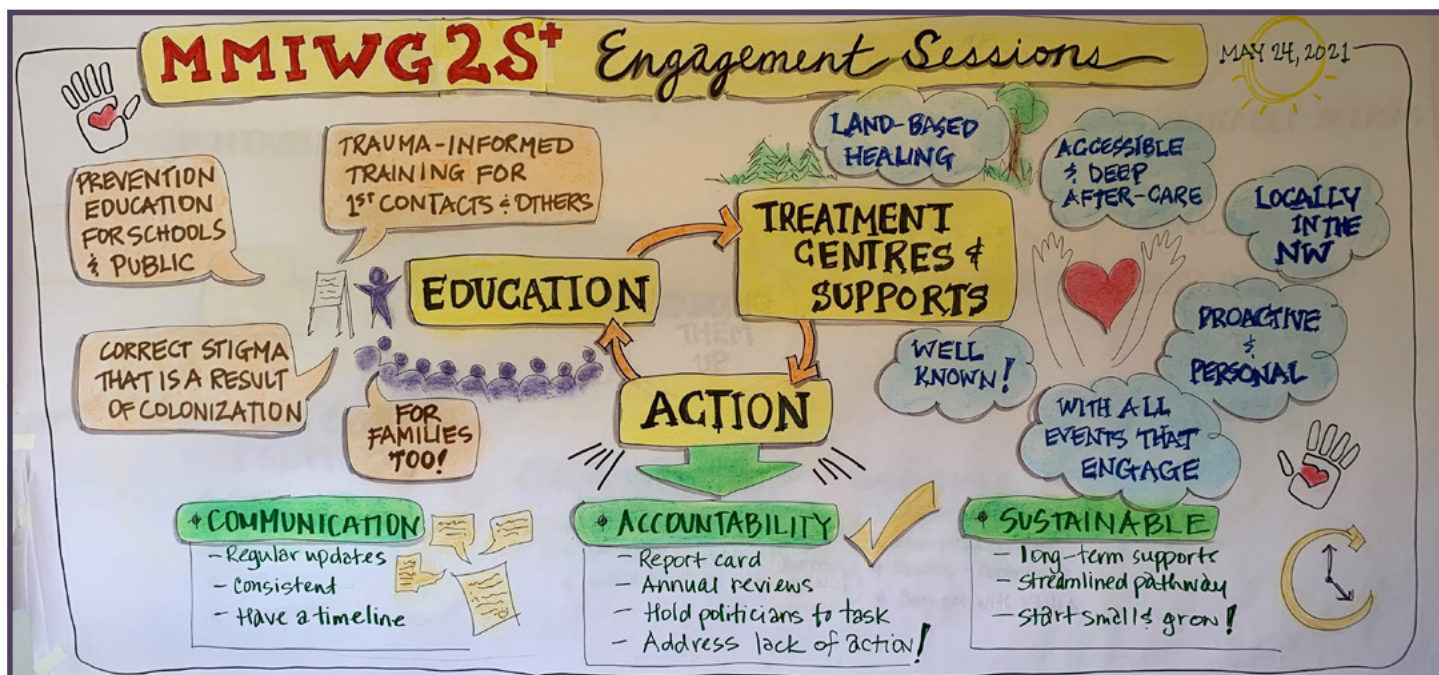 MMIWG2S+ Engagement Sessions
MAY 24, 2021
PREVENTION
EDUCATION
FOR SCHOOLS
& PUBLIC
TRAUMA-INFORMED
TRAINING FOR
1ST CONTACTS & OTHERS
CORRECT STIGMA
THAT IS A RESULT
OF COLONIZATION
FOR
FAMILIES
TOO!
EDUCATION
TREATMENT
CENTRES &
SUPPORTS
ACTION
LAND-BASED
HEALING
ACCESSIBLE
& DEEP
AFTER-CARE
LOCALLY
IN THE
NW
PROACTIVE
&
PERSONAL
WELL
KNOWN!
WITH ALL
EVENTS THAT
ENGAGE
• COMMUNICATION
- Regular updates
- Consistent
- Have a timeline
• ACCOUNTABILITY
- Report card
- Annual reviews
- Hold politicians to task
- Address lack of action!
• SUSTAINABLE
- long-term supports
- streamlined pathway
- start small & grow!